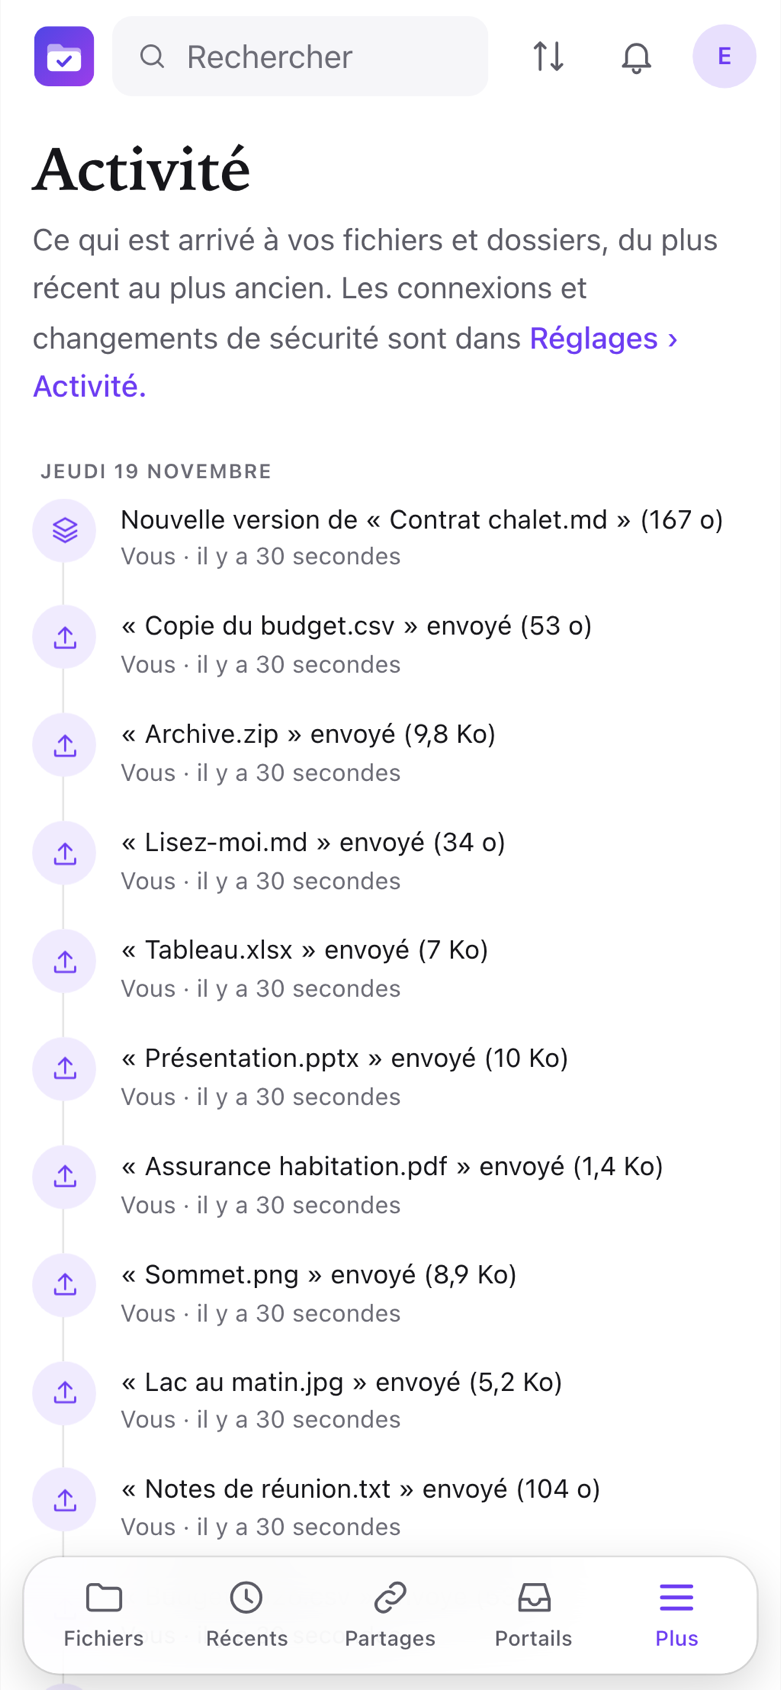 Rechercher
E
Activité
Ce qui est arrivé à vos fichiers et dossiers, du plus
récent au plus ancien. Les connexions et
changements de sécurité sont dans Réglages ›
Activité.
JEUDI 19 NOVEMBRE
Nouvelle version de « Contrat chalet.md » (167 o)
Vous · il y a 30 secondes
« Copie du budget.csv » envoyé (53 o)
Vous · il y a 30 secondes
« Archive.zip » envoyé (9,8 Ko)
Vous · il y a 30 secondes
« Lisez-moi.md » envoyé (34 o)
Vous · il y a 30 secondes
« Tableau.xlsx » envoyé (7 Ko)
Vous · il y a 30 secondes
« Présentation.pptx » envoyé (10 Ko)
Vous · il y a 30 secondes
« Assurance habitation.pdf » envoyé (1,4 Ko)
Vous · il y a 30 secondes
« Sommet.png » envoyé (8,9 Ko)
Vous · il y a 30 secondes
« Lac au matin.jpg » envoyé (5,2 Ko)
Vous · il y a 30 secondes
« Notes de réunion.txt » envoyé (104 o)
Vous · il y a 30 secondes
Fichiers Récents Partages Portails Plus